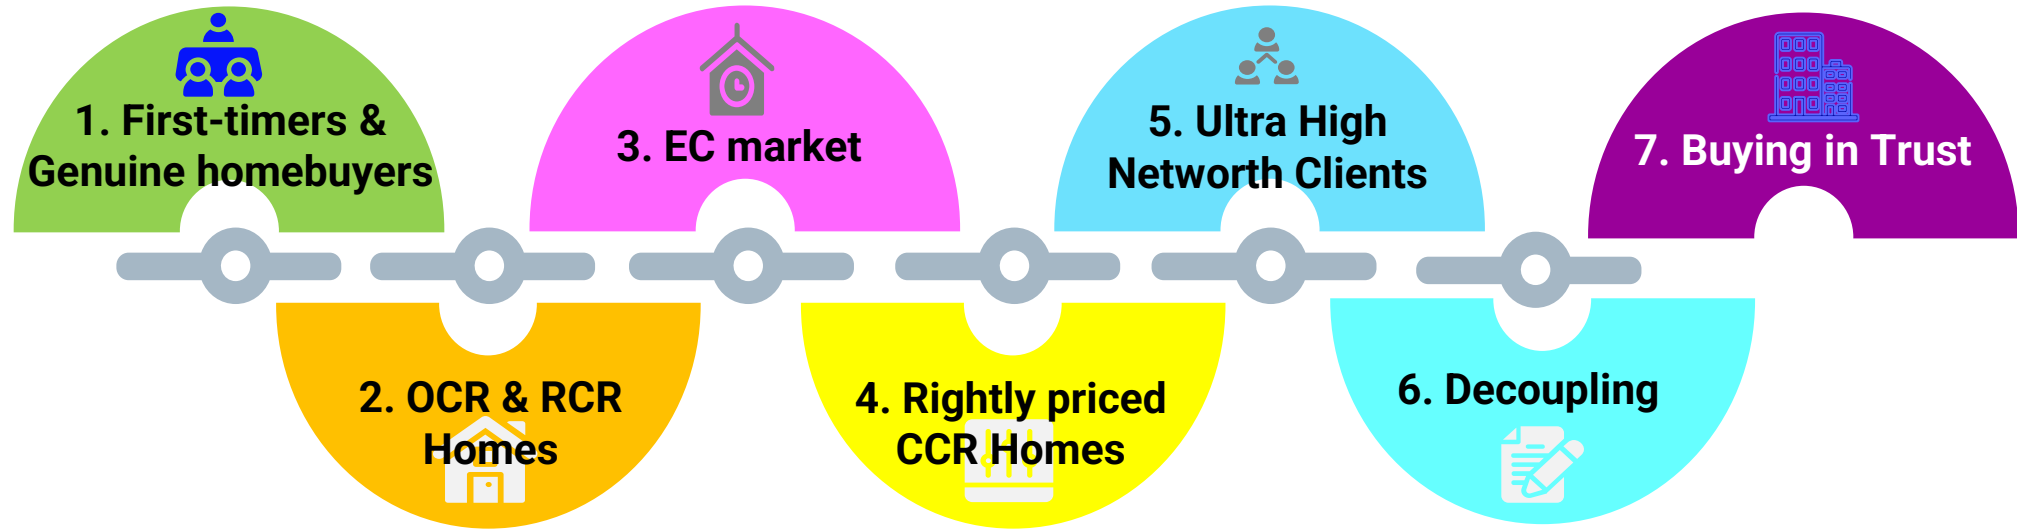 1. First-timers &
Genuine homebuyers
2. OCR & RCR
Homes
3. EC market
4. Rightly priced
CCR Homes
5. Ultra High
Networth Clients
6. Decoupling
7. Buying in Trust